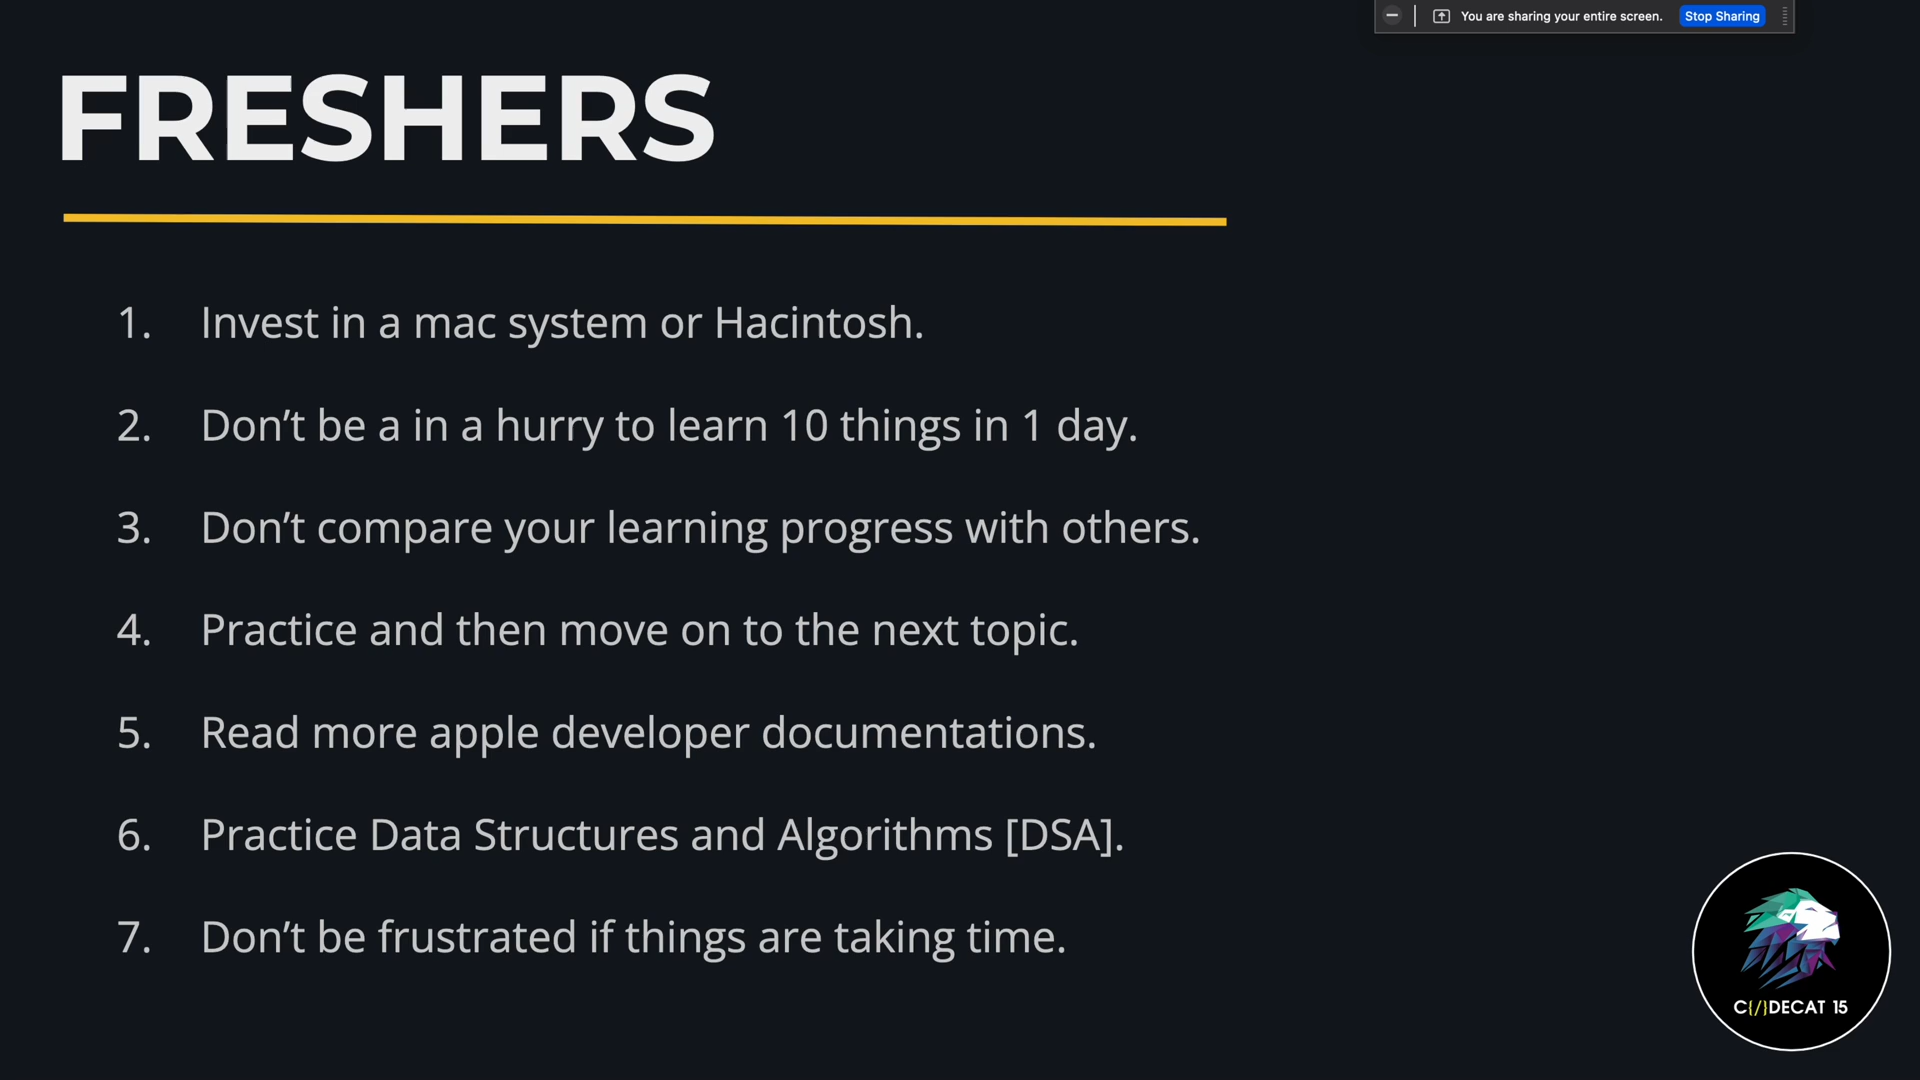 You are sharing your entire screen. Stop Sharing
FRESHERS
1. Invest in a mac system or Hacintosh.
2. Don’t be a in a hurry to learn 10 things in 1 day.
3. Don’t compare your learning progress with others.
4. Practice and then move on to the next topic.
5. Read more apple developer documentations.
6. Practice Data Structures and Algorithms [DSA].
7. Don’t be frustrated if things are taking time.
C{/}DECAT 15